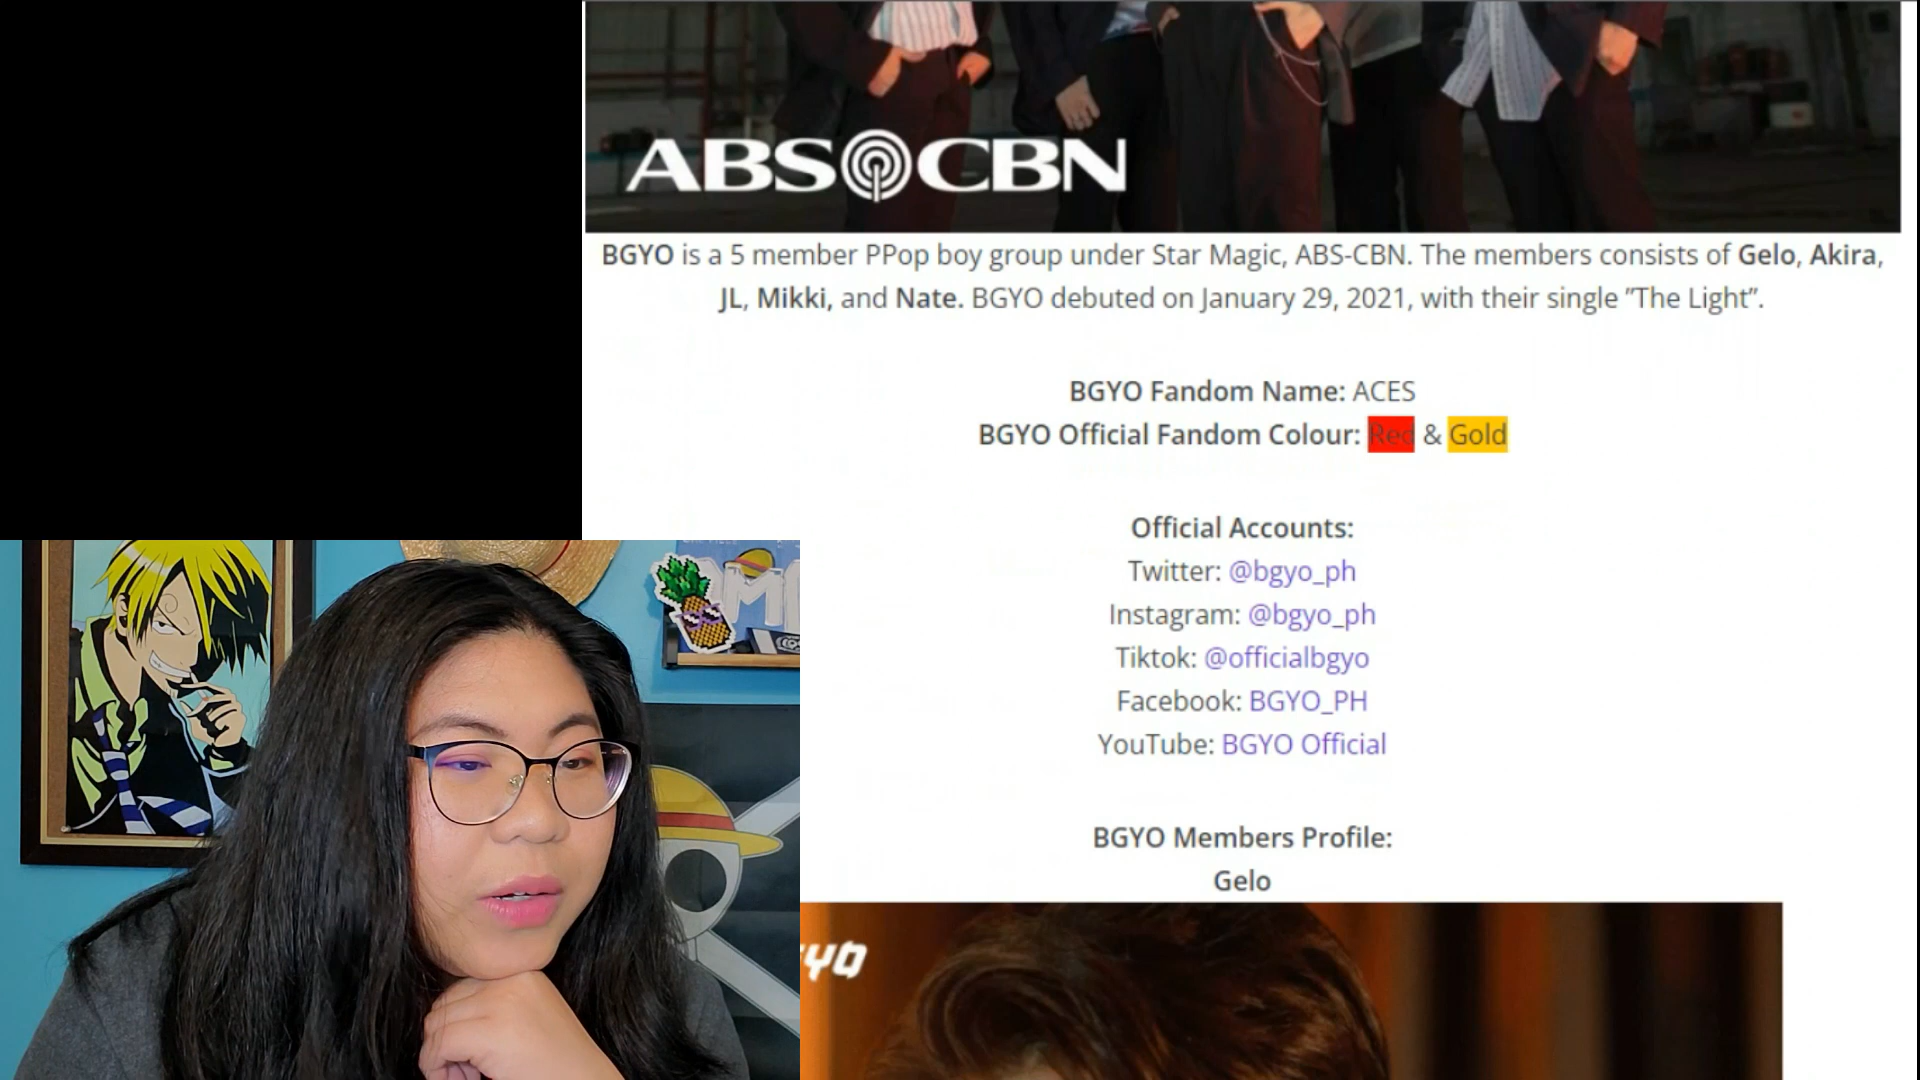 ABS CBN
BGYO is a 5 member PPop boy group under Star Magic, ABS-CBN. The members consists of Gelo, Akira,
JL, Mikki, and Nate. BGYO debuted on January 29, 2021, with their single ”The Light”.
BGYO Fandom Name: ACES
BGYO Official Fandom Colour: Red & Gold
Official Accounts:
Twitter: @bgyo_ph
Instagram: @bgyo_ph
Tiktok: @officialbgyo
Facebook: BGYO_PH
YouTube: BGYO Official
BGYO Members Profile:
Gelo
YO